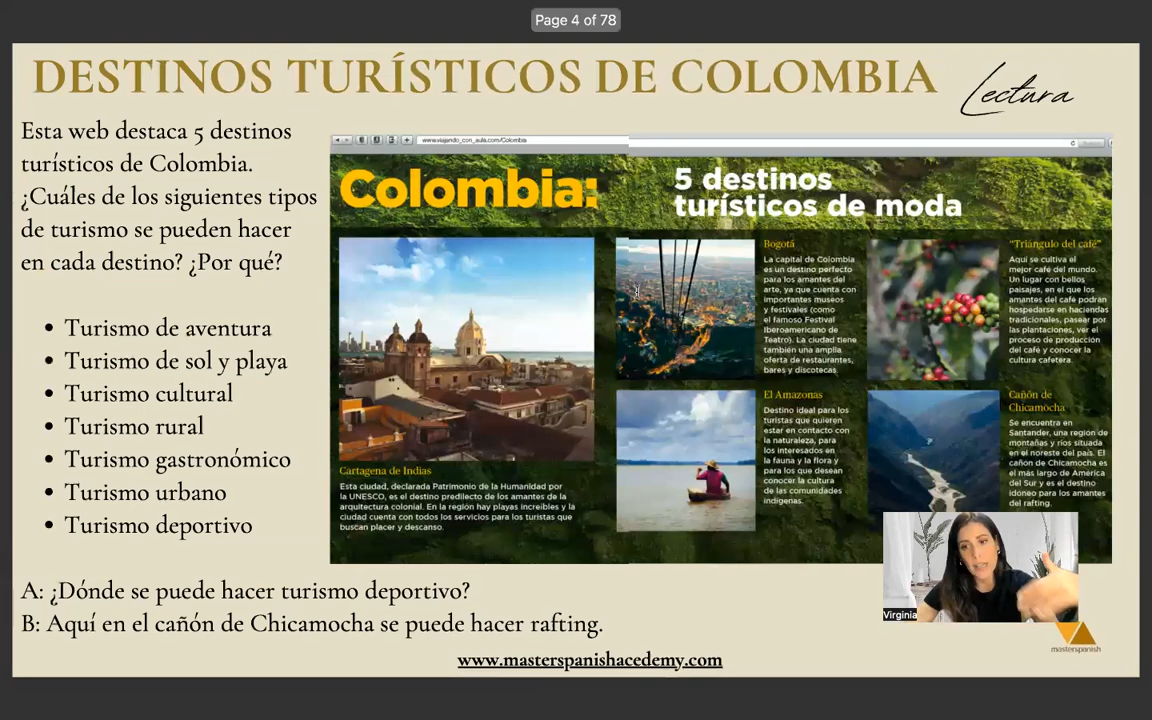 Page 4 of 78
DESTINOS TURÍSTICOS DE COLOMBIA
Lectura
Esta web destaca 5 destinos
turísticos de Colombia.
¿Cuáles de los siguientes tipos
de turismo se pueden hacer
en cada destino? ¿Por qué?
• Turismo de aventura
• Turismo de sol y playa
• Turismo cultural
• Turismo rural
• Turismo gastronómico
• Turismo urbano
• Turismo deportivo
www.viajando_con_aula.com/Colombia
Colombia:
5 destinos
turísticos de moda
Cartagena de Indias
Esta ciudad, declarada Patrimonio de la Humanidad por
la UNESCO, es el destino predilecto de los amantes de la
arquitectura colonial. En la región hay playas increíbles y la
ciudad cuenta con todos los servicios para los turistas que
buscan placer y descanso.
Bogotá
La capital de Colombia
es un destino perfecto
para los amantes del
arte, ya que cuenta con
importantes museos
y festivales (como
el famoso Festival
Iberoamericano de
Teatro). La ciudad tiene
también una amplia
oferta de restaurantes,
bares y discotecas.
“Triángulo del café”
Aquí se cultiva el
mejor café del mundo.
Un lugar con bellos
paisajes, en el que los
amantes del café podrán
hospedarse en haciendas
tradicionales, pasear por
las plantaciones, ver el
proceso de producción
del café y conocer la
cultura cafetera.
El Amazonas
Destino ideal para los
turistas que quieren
estar en contacto con
la naturaleza, para
los interesados en
la fauna y la flora y
para los que desean
conocer la cultura
de las comunidades
indígenas.
Cañón de
Chicamocha
Se encuentra en
Santander, una región de
montañas y ríos situada
en el noreste del país. El
cañón de Chicamocha es
el más largo de América
del Sur y es el destino
idóneo para los amantes
del rafting.
A: ¿Dónde se puede hacer turismo deportivo?
B: Aquí en el cañón de Chicamocha se puede hacer rafting.
www.masterspanishacedemy.com
Virginia
masterspanish